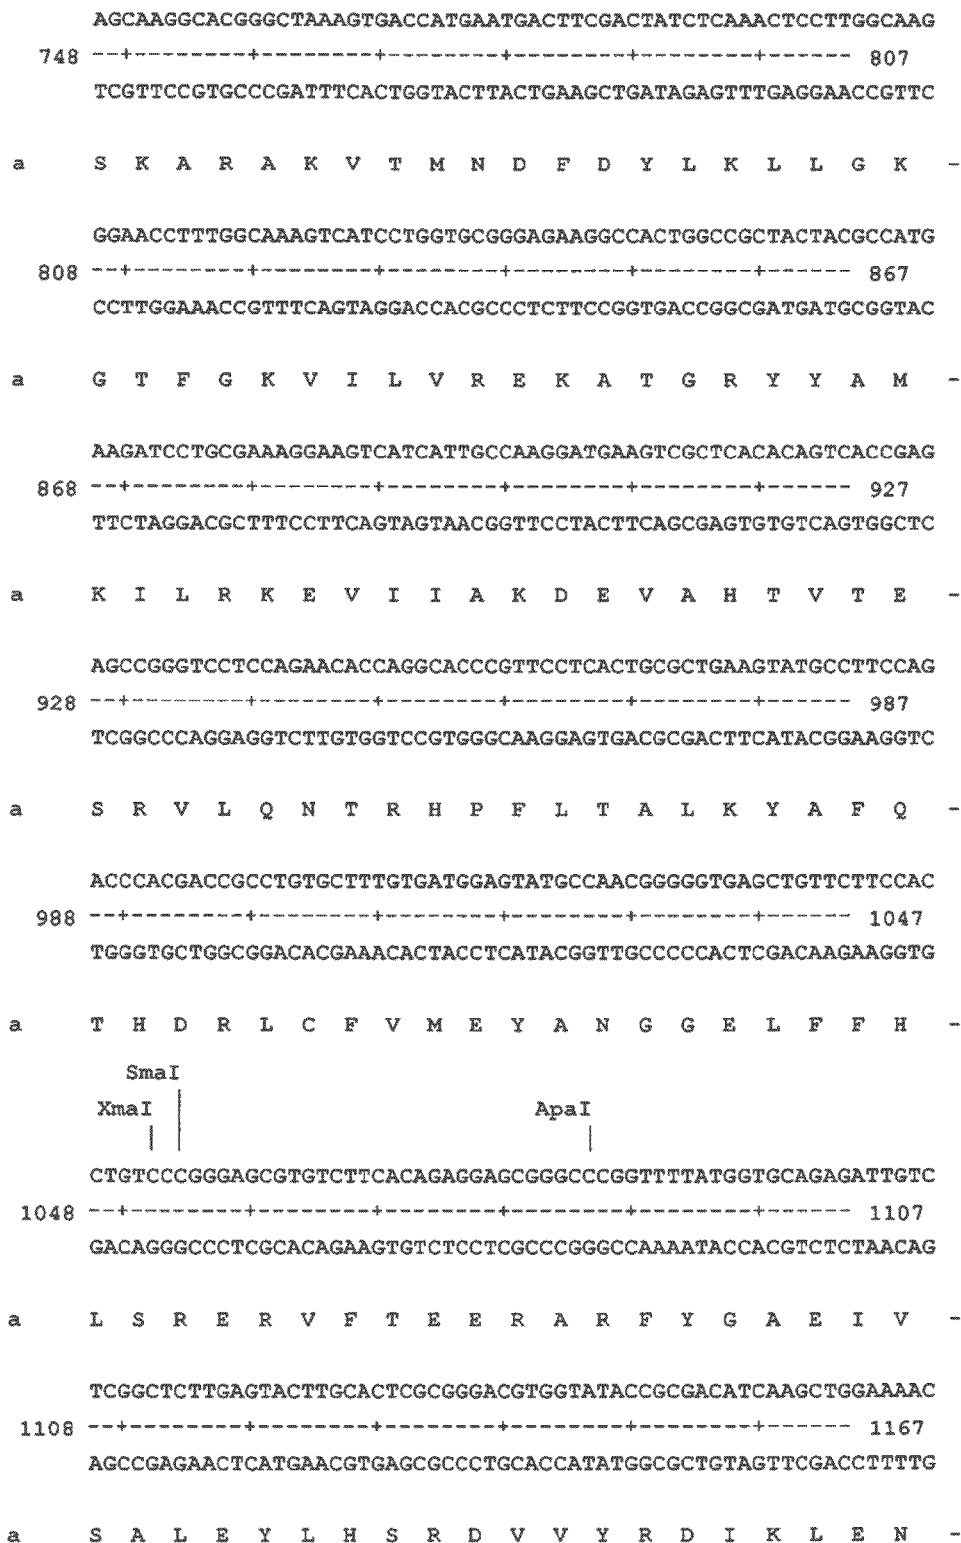 AGCAAGGCACGGGCTAAAGTGACCATGAATGACTTCGACTATCTCAAACTCCTTGGCAAG
748 --+---------+---------+---------+---------+---------+------- 807
TCGTTCCGTGCCCGATTTCACTGGTACTTACTGAAGCTGATAGAGTTTGAGGAACCGTTC
a S K A R A K V T M N D F D Y L K L L G K -
GGAACCTTTGGCAAAGTCATCCTGGTGCGGGAGAAGGCCACTGGCCGCTACTACGCCATG
808 --+---------+---------+---------+---------+---------+------- 867
CCTTGGAAACCGTTTCAGTAGGACCACGCCCTCTTCCGGTGACCGGCGATGATGCGGTAC
a G T F G K V I L V R E K A T G R Y Y A M -
AAGATCCTGCGAAAGGAAGTCATCATTGCCAAGGATGAAGTCGCTCACACAGTCACCGAG
868 --+---------+---------+---------+---------+---------+------- 927
TTCTAGGACGCTTTCCTTCAGTAGTAACGGTTCCTACTTCAGCGAGTGTGTCAGTGGCTC
a K I L R K E V I I A K D E V A H T V T E -
AGCCGGGTCCTCCAGAACACCAGGCACCCGTTCCTCACTGCGCTGAAGTATGCCTTCCAG
928 --+---------+---------+---------+---------+---------+------- 987
TCGGCCCAGGAGGTCTTGTGGTCCGTGGGCAAGGAGTGACGCGACTTCATACGGAAGGTC
a S R V L Q N T R H P F L T A L K Y A F Q -
ACCCACGACCGCCTGTGCTTTGTGATGGAGTATGCCAACGGGGGTGAGCTGTTCTTCCAC
988 --+---------+---------+---------+---------+---------+------- 1047
TGGGTGCTGGCGGACACGAAACACTACCTCATACGGTTGCCCCCACTCGACAAGAAGGTG
a T H D R L C F V M E Y A N G G E L F F H -
SmaI
XmaI ApaI
CTGTCCCGGGAGCGTGTCTTCACAGAGGAGCGGGCCCGGTTTTATGGTGCAGAGATTGTC
1048 --+---------+---------+---------+---------+---------+------- 1107
GACAGGGCCCTCGCACAGAAGTGTCTCCTCGCCCGGGCCAAAATACCACGTCTCTAACAG
a L S R E R V F T E E R A R F Y G A E I V -
TCGGCTCTTGAGTACTTGCACTCGCGGGACGTGGTATACCGCGACATCAAGCTGGAAAAC
1108 --+---------+---------+---------+---------+---------+------- 1167
AGCCGAGAACTCATGAACGTGAGCGCCCTGCACCATATGGCGCTGTAGTTCGACCTTTTG
a S A L E Y L H S R D V V Y R D I K L E N -